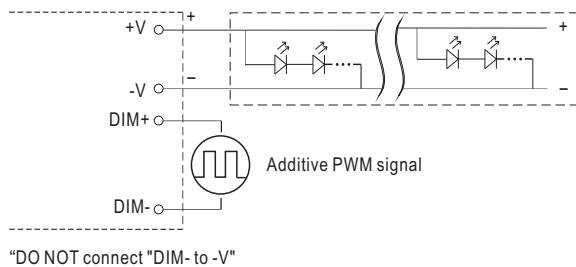 +V + +
-V – –
DIM+
Additive PWM signal
DIM-
“DO NOT connect "DIM- to -V"